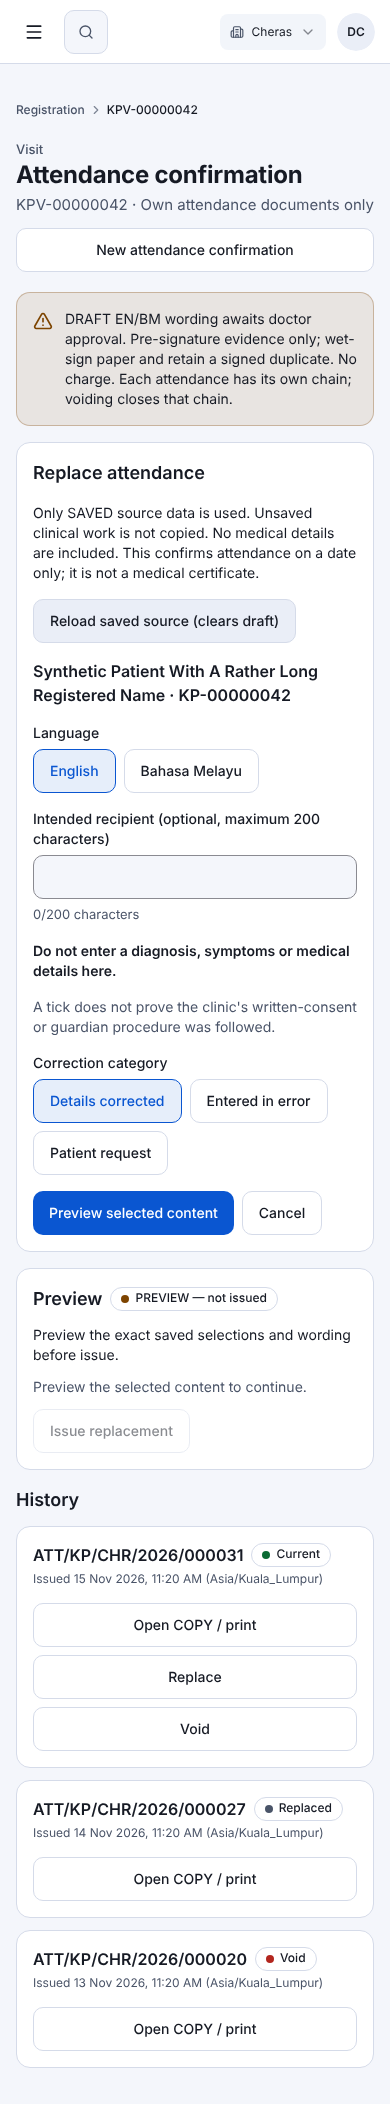 Cheras
DC
Registration
KPV-00000042
Visit
Attendance confirmation
KPV-00000042 · Own attendance documents only
New attendance confirmation
DRAFT EN/BM wording awaits doctor
approval. Pre-signature evidence only; wet-
sign paper and retain a signed duplicate. No
charge. Each attendance has its own chain;
voiding closes that chain.
Replace attendance
Only SAVED source data is used. Unsaved
clinical work is not copied. No medical details
are included. This confirms attendance on a date
only; it is not a medical certificate.
Reload saved source (clears draft)
Synthetic Patient With A Rather Long
Registered Name · KP-00000042
Language
English
Bahasa Melayu
Intended recipient (optional, maximum 200
characters)
0/200 characters
Do not enter a diagnosis, symptoms or medical
details here.
A tick does not prove the clinic's written-consent
or guardian procedure was followed.
Correction category
Details corrected
Entered in error
Patient request
Preview selected content
Cancel
Preview
PREVIEW — not issued
Preview the exact saved selections and wording
before issue.
Preview the selected content to continue.
Issue replacement
History
ATT/KP/CHR/2026/000031
Current
Issued 15 Nov 2026, 11:20 AM (Asia/Kuala_Lumpur)
Open COPY / print
Replace
Void
ATT/KP/CHR/2026/000027
Replaced
Issued 14 Nov 2026, 11:20 AM (Asia/Kuala_Lumpur)
Open COPY / print
ATT/KP/CHR/2026/000020
Void
Issued 13 Nov 2026, 11:20 AM (Asia/Kuala_Lumpur)
Open COPY / print